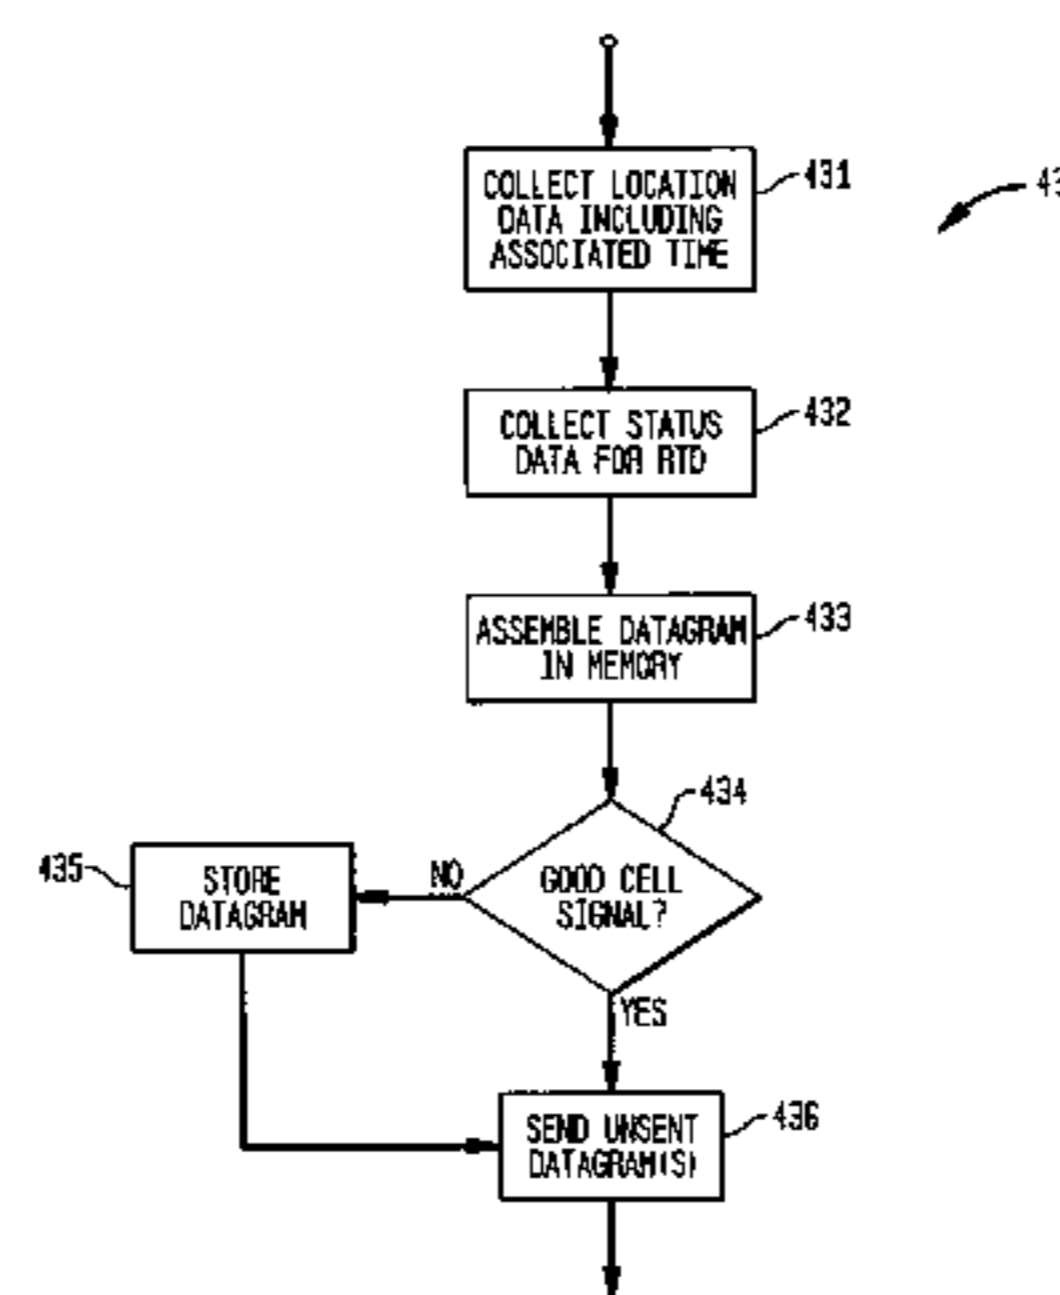 COLLECT LOCATION
DATA INCLUDING
ASSOCIATED TIME
431
COLLECT STATUS
DATA FOR RTD
432
ASSEMBLE DATAGRAM
IN MEMORY
433
434
GOOD CELL
SIGNAL?
NO
435
STORE
DATAGRAM
YES
SEND UNSENT
DATAGRAM(S)
436